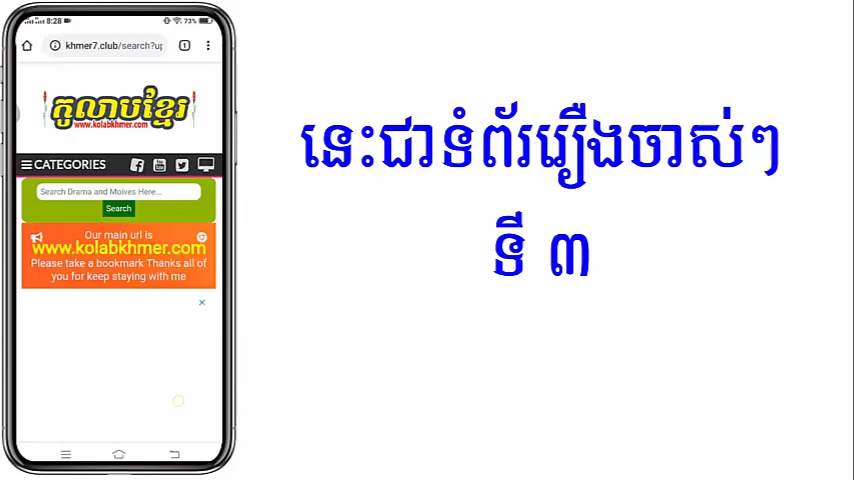 8:28
73%
khmer7.club/search?up
1
កូលាបខ្មែរ
www.kolabkhmer.com
CATEGORIES
Search Drama and Moives Here...
Search
Our main url is
www.kolabkhmer.com
Please take a bookmark Thanks all of
you for keep staying with me
នេះជាទំព័ររឿងចាស់ៗ
ទី ៣